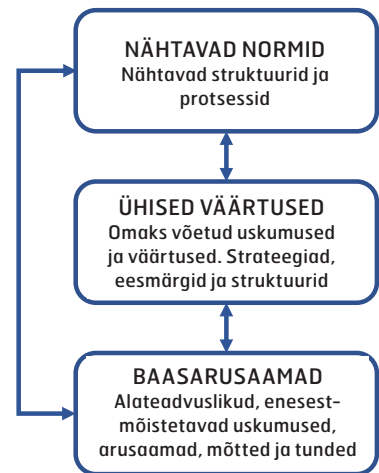 NÄHTAVAD NORMID
Nähtavad struktuurid ja
protsessid
ÜHISED VÄÄRTUSED
Omaks võetud uskumused
ja väärtused. Strateegiad,
eesmärgid ja struktuurid
BAASARUSAAMAD
Alateadvuslikud, enesest-
mõistetavad uskumused,
arusaamad, mõtted ja tunded